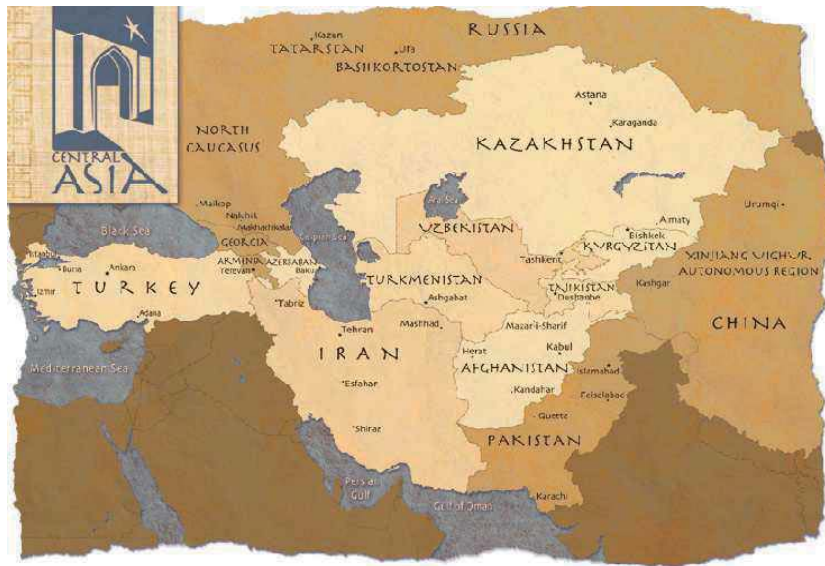 CENTRAL
ASIA
RUSSIA
Kazan
TATARSTAN
Ufa
BASHKORTOSTAN
Astana
Karaganda
KAZAKHSTAN
NORTH
CAUCASUS
Maikop
Nalchik
Makhachkala
Black Sea
Caspian Sea
Aral Sea
UZBEKISTAN
Urumqi
Almaty
Bishkek
KYRGYZSTAN
GEORGIA
ARMENIA
AZERBAIJAN
Yerevan
Baku
Tashkent
XINJIANG UIGHUR
AUTONOMOUS REGION
Istanbul
Bursa
Ankara
Izmir
TURKEY
Adana
TURKMENISTAN
Ashgabat
TAJIKISTAN
Dushanbe
Kashgar
CHINA
Tabriz
Tehran
Mashhad
Mazar-i-Sharif
IRAN
Herat
Kabul
AFGHANISTAN
Islamabad
Mediterranean Sea
Esfahan
Kandahar
Faisalabad
Shiraz
Quetta
PAKISTAN
Persian
Gulf
Gulf of Oman
Karachi